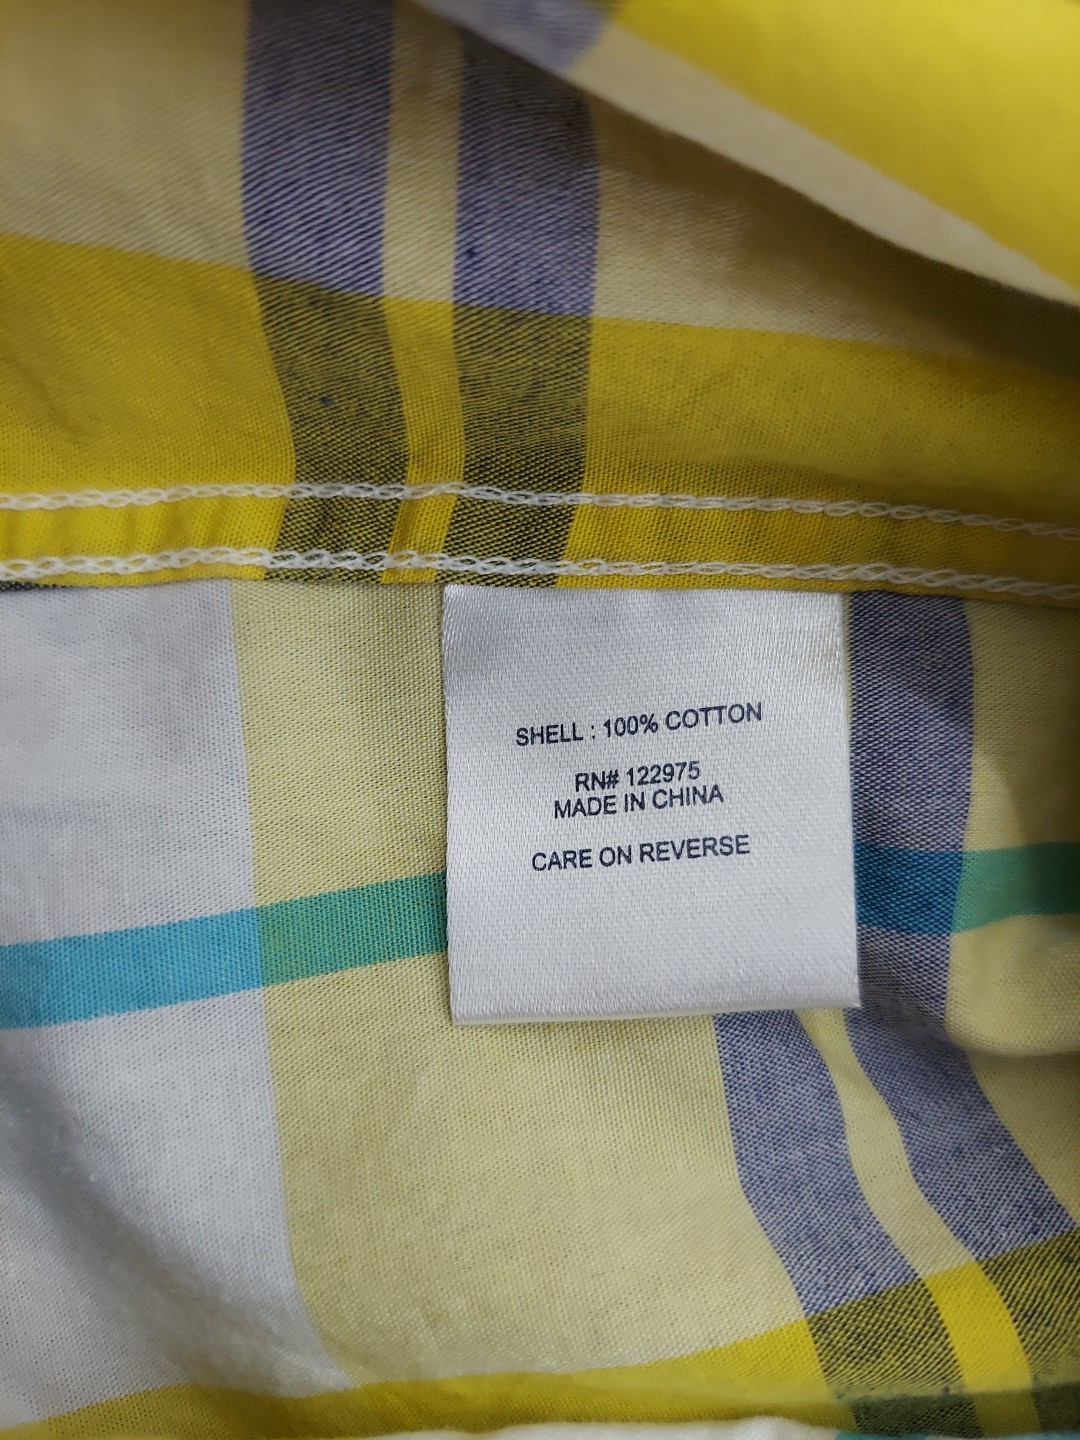 SHELL : 100% COTTON
RN# 122975
MADE IN CHINA
CARE ON REVERSE